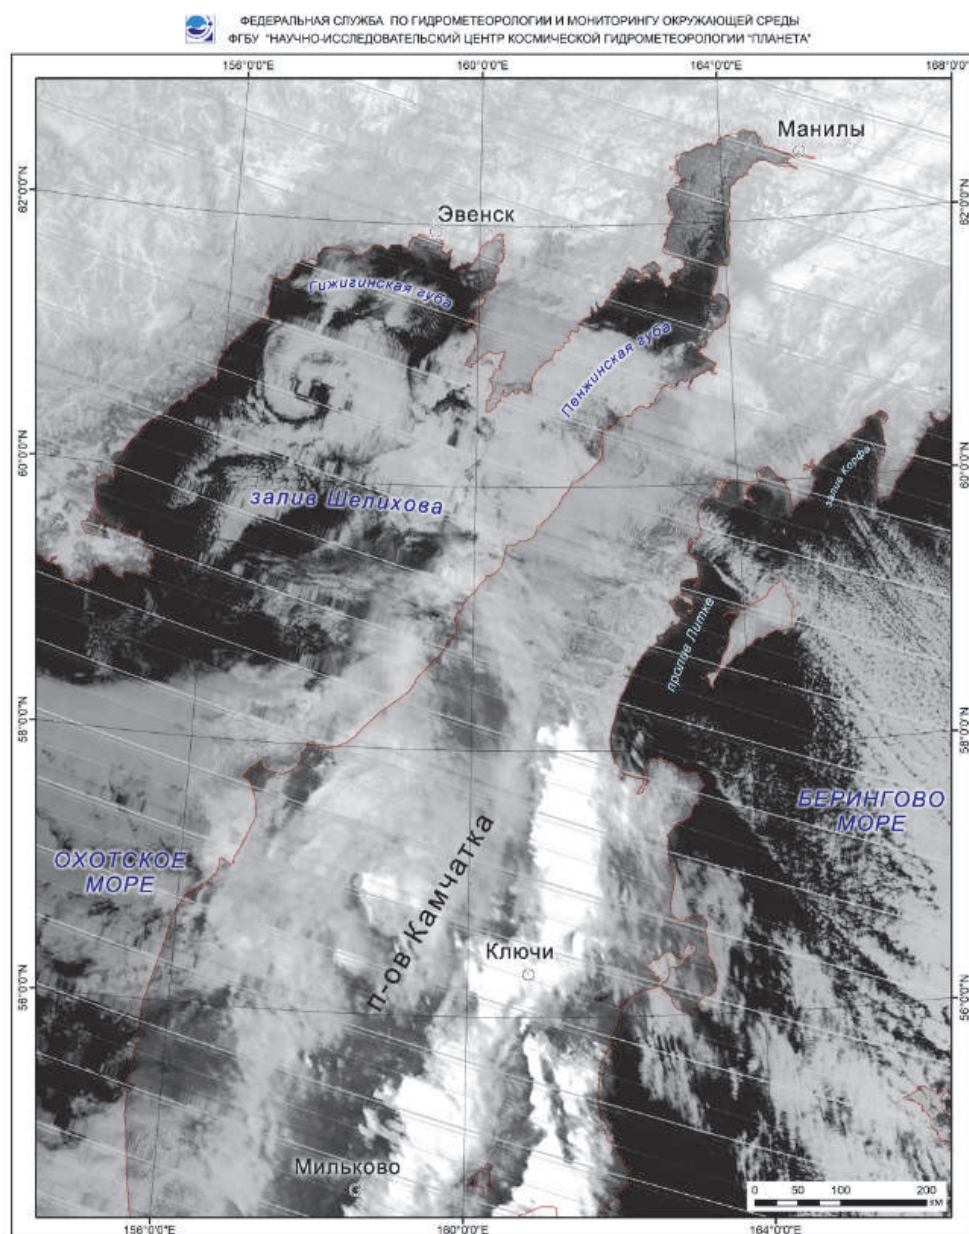 ФЕДЕРАЛЬНАЯ СЛУЖБА ПО ГИДРОМЕТЕОРОЛОГИИ И МОНИТОРИНГУ ОКРУЖАЮЩЕЙ СРЕДЫ
ФГБУ "НАУЧНО-ИССЛЕДОВАТЕЛЬСКИЙ ЦЕНТР КОСМИЧЕСКОЙ ГИДРОМЕТЕОРОЛОГИИ "ПЛАНЕТА"
156°0'0"E 160°0'0"E 164°0'0"E 168°0'0
Манилы
62°0'0"N 62°0'0"N
Эвенск
Гижигинская губа
Пенжинская губа
60°0'0"N 60°0'0"N
залив Корфа
залив Шелихова
пролив Литке
58°0'0"N 58°0'0"N
БЕРИНГОВО
МОРЕ
ОХОТСКОЕ
МОРЕ
п-ов Камчатка
Ключи
56°0'0"N 56°0'0"N
Мильково
0 50 100 200
КМ
156°0'0"E 160°0'0"E 164°0'0"E